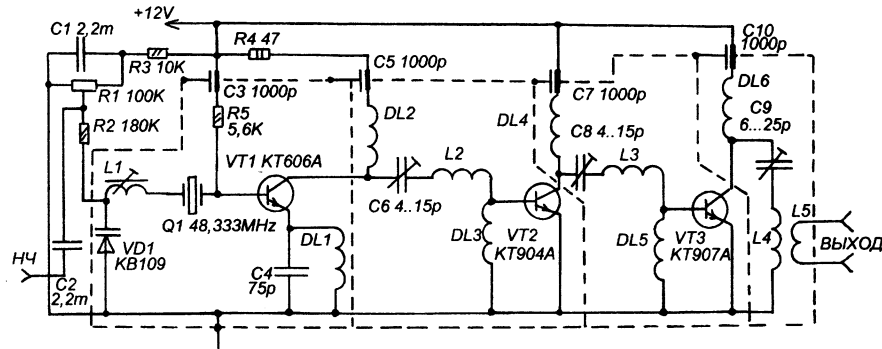 +12V
C1 2,2m
R4 47
C10
1000p
R3 10K
C5 1000p
R1 100K
C3 1000p
C7 1000p
DL6
R2 180K
R5
5,6K
DL2
DL4
C9
6...25p
C8 4..15p
L1
VT1 KT606A
L2
L3
Q1 48,333MHz
C6 4..15p
НЧ
VD1
KB109
DL1
DL3
VT2
KT904A
DL5
VT3
KT907A
L4
L5
ВЫХОД
C2
2,2m
C4
75p